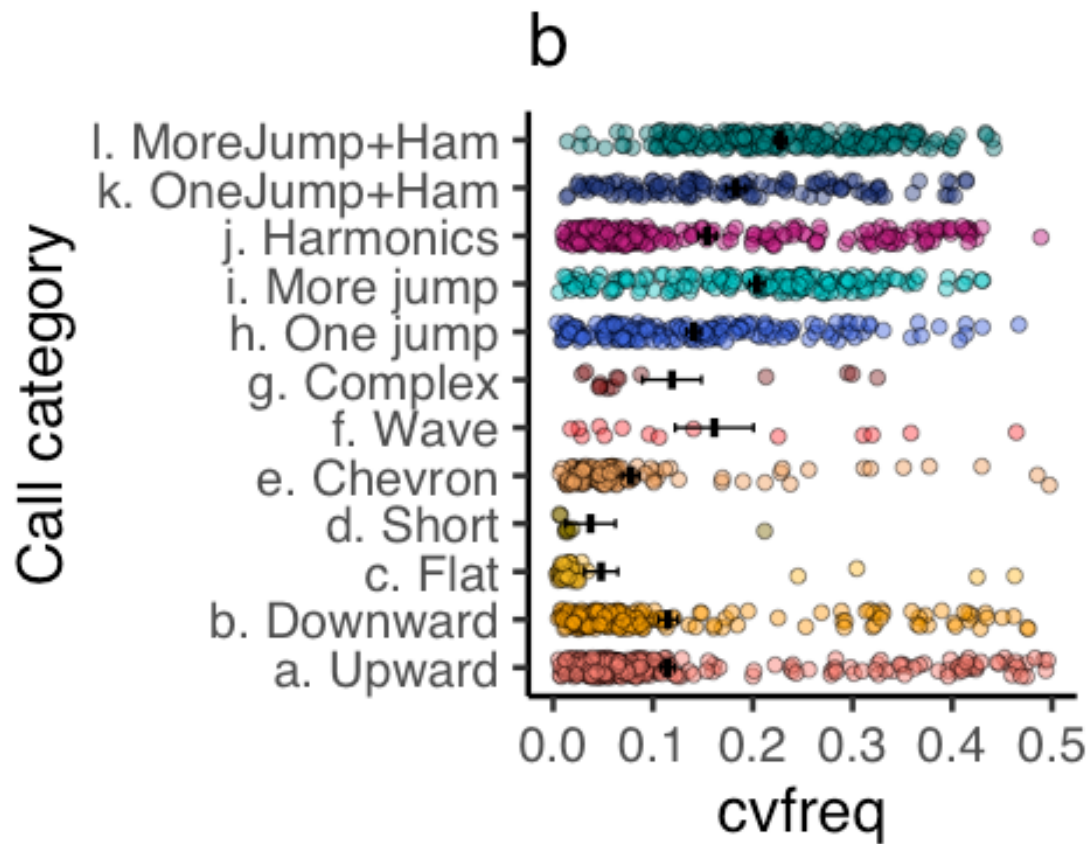 b
l. MoreJump+Ham
k. OneJump+Ham
j. Harmonics
i. More jump
h. One jump
g. Complex
f. Wave
e. Chevron
d. Short
c. Flat
b. Downward
a. Upward
Call category
0.0 0.1 0.2 0.3 0.4 0.5
cvfreq